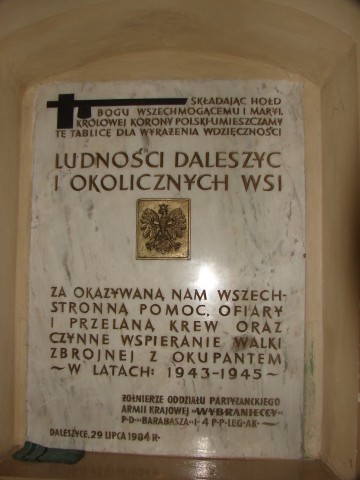 SKŁADAJĄC HOŁD
BOGU WSZECHMOGĄCEMU I MARYI,
KRÓLOWEJ KORONY POLSKI UMIESZCZAMY
TĘ TABLICĘ DLA WYRAŻENIA WDZIĘCZNOŚCI
LUDNOŚCI DALESZYC
I OKOLICZNYCH WSI
ZA OKAZYWANĄ NAM WSZECH-
STRONNĄ POMOC, OFIARY
I PRZELANĄ KREW ORAZ
CZYNNE WSPIERANIE WALKI
ZBROJNEJ Z OKUPANTEM
~ W LATACH: 1943-1945 ~
ŻOŁNIERZE ODDZIAŁU PARTYZANCKIEGO
ARMII KRAJOWEJ »WYBRANIECCY«
P·D· »BARABASZA« I 4 P·P·LEG·AK·~
DALESZYCE, 29 LIPCA 1984 R·